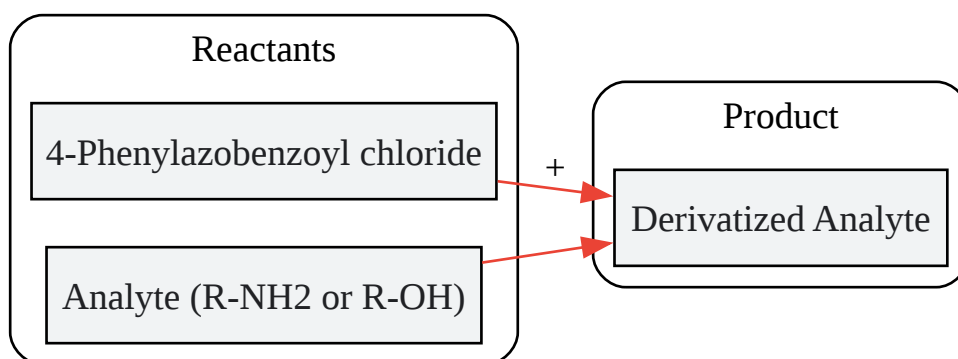 Reactants
4-Phenylazobenzoyl chloride
Analyte (R-NH2 or R-OH)
+
Product
Derivatized Analyte